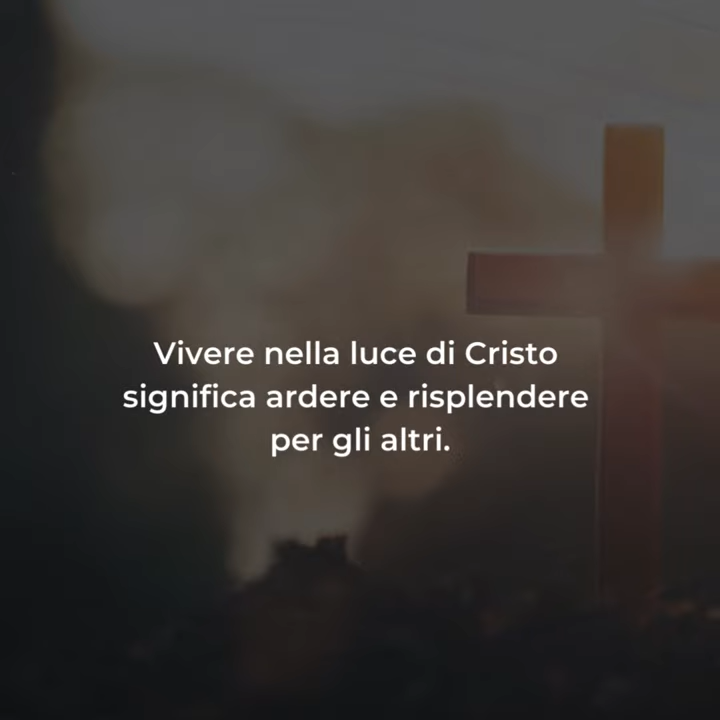 Vivere nella luce di Cristo
significa ardere e risplendere
per gli altri.